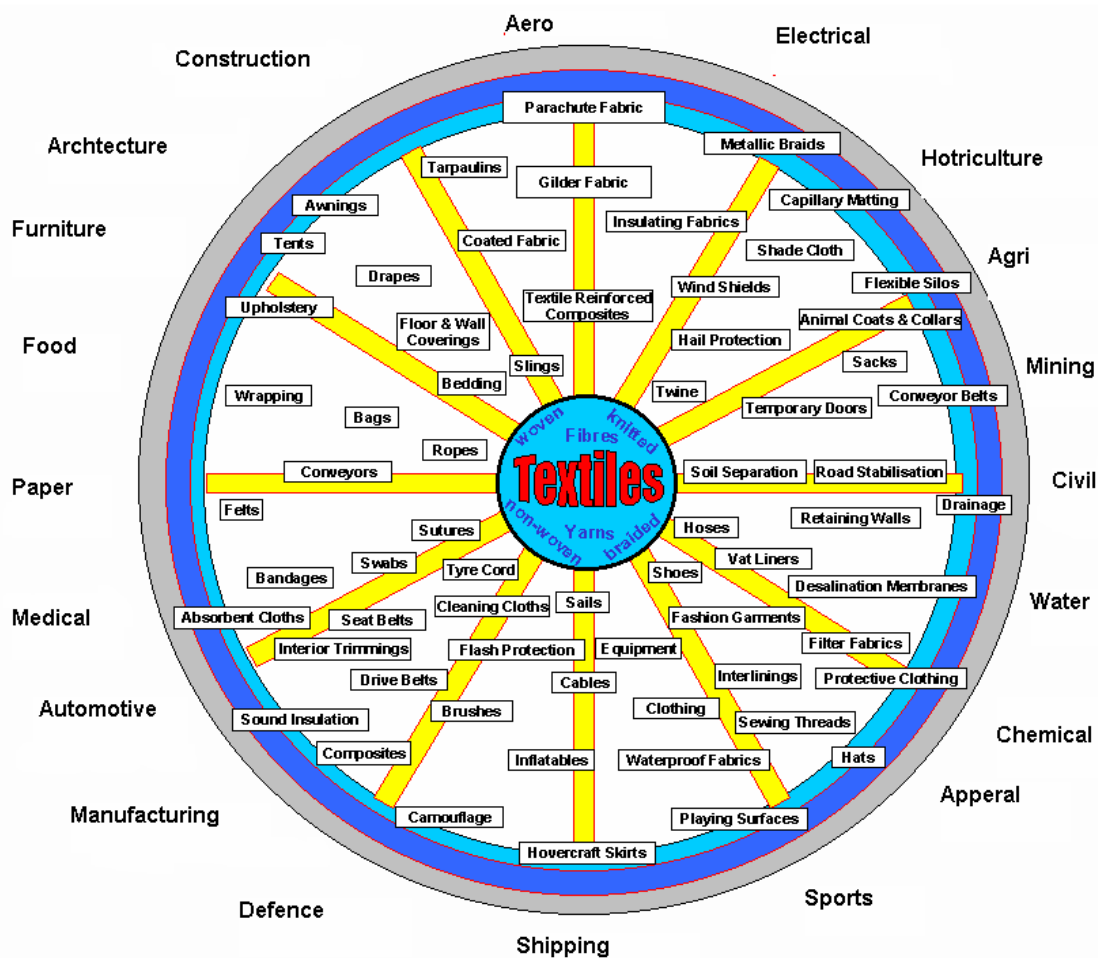 Aero
Electrical
Construction
Parachute Fabric
Metallic Braids
Archtecture
Hotriculture
Tarpaulins
Gilder Fabric
Awnings
Capillary Matting
Insulating Fabrics
Furniture
Tents
Coated Fabric
Shade Cloth
Agri
Drapes
Flexible Silos
Wind Shields
Upholstery
Textile Reinforced
Composites
Animal Coats & Collars
Floor & Wall
Coverings
Hail Protection
Food
Slings
Sacks
Mining
Bedding
Twine
Wrapping
Conveyor Belts
Bags
Temporary Doors
woven
knitted
Fibres
Ropes
Textiles
Conveyors
Soil Separation
Road Stabilisation
Civil
Paper
Felts
Drainage
Retaining Walls
non-woven
Yarns
braided
Sutures
Hoses
Swabs
Vat Liners
Bandages
Tyre Cord
Shoes
Desalination Membranes
Water
Medical
Absorbent Cloths
Seat Belts
Cleaning Cloths
Sails
Fashion Garments
Interior Trimmings
Flash Protection
Equipment
Filter Fabrics
Drive Belts
Cables
Interlinings
Protective Clothing
Automotive
Sound Insulation
Brushes
Clothing
Sewing Threads
Chemical
Composites
Inflatables
Waterproof Fabrics
Hats
Apperal
Manufacturing
Camouflage
Playing Surfaces
Hovercraft Skirts
Sports
Defence
Shipping